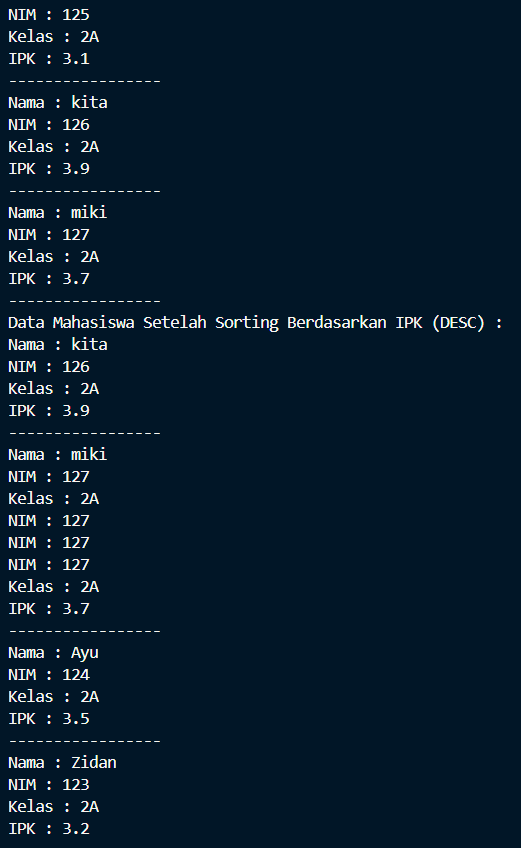 NIM : 125
Kelas : 2A
IPK : 3.1
-----------------
Nama : kita
NIM : 126
Kelas : 2A
IPK : 3.9
-----------------
Nama : miki
NIM : 127
Kelas : 2A
IPK : 3.7
-----------------
Data Mahasiswa Setelah Sorting Berdasarkan IPK (DESC) :
Nama : kita
NIM : 126
Kelas : 2A
IPK : 3.9
-----------------
Nama : miki
NIM : 127
Kelas : 2A
NIM : 127
NIM : 127
NIM : 127
Kelas : 2A
IPK : 3.7
-----------------
Nama : Ayu
NIM : 124
Kelas : 2A
IPK : 3.5
-----------------
Nama : Zidan
NIM : 123
Kelas : 2A
IPK : 3.2